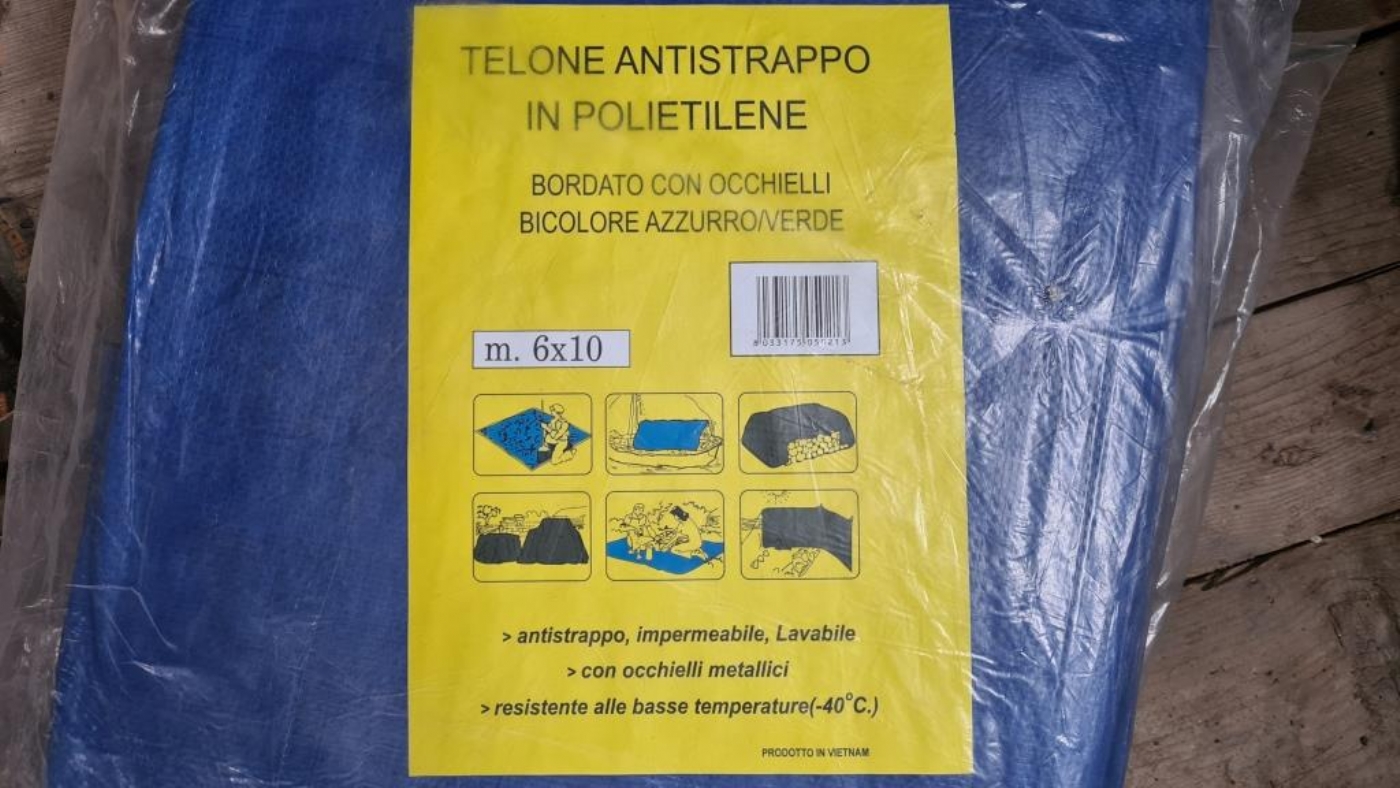 TELONE ANTISTRAPPO
IN POLIETILENE
BORDATO CON OCCHIELLI
BICOLORE AZZURRO/VERDE
m. 6x10
> antistrappo, impermeabile, Lavabile
> con occhielli metallici
> resistente alle basse temperature(-40°C.)
PRODOTTO IN VIETNAM